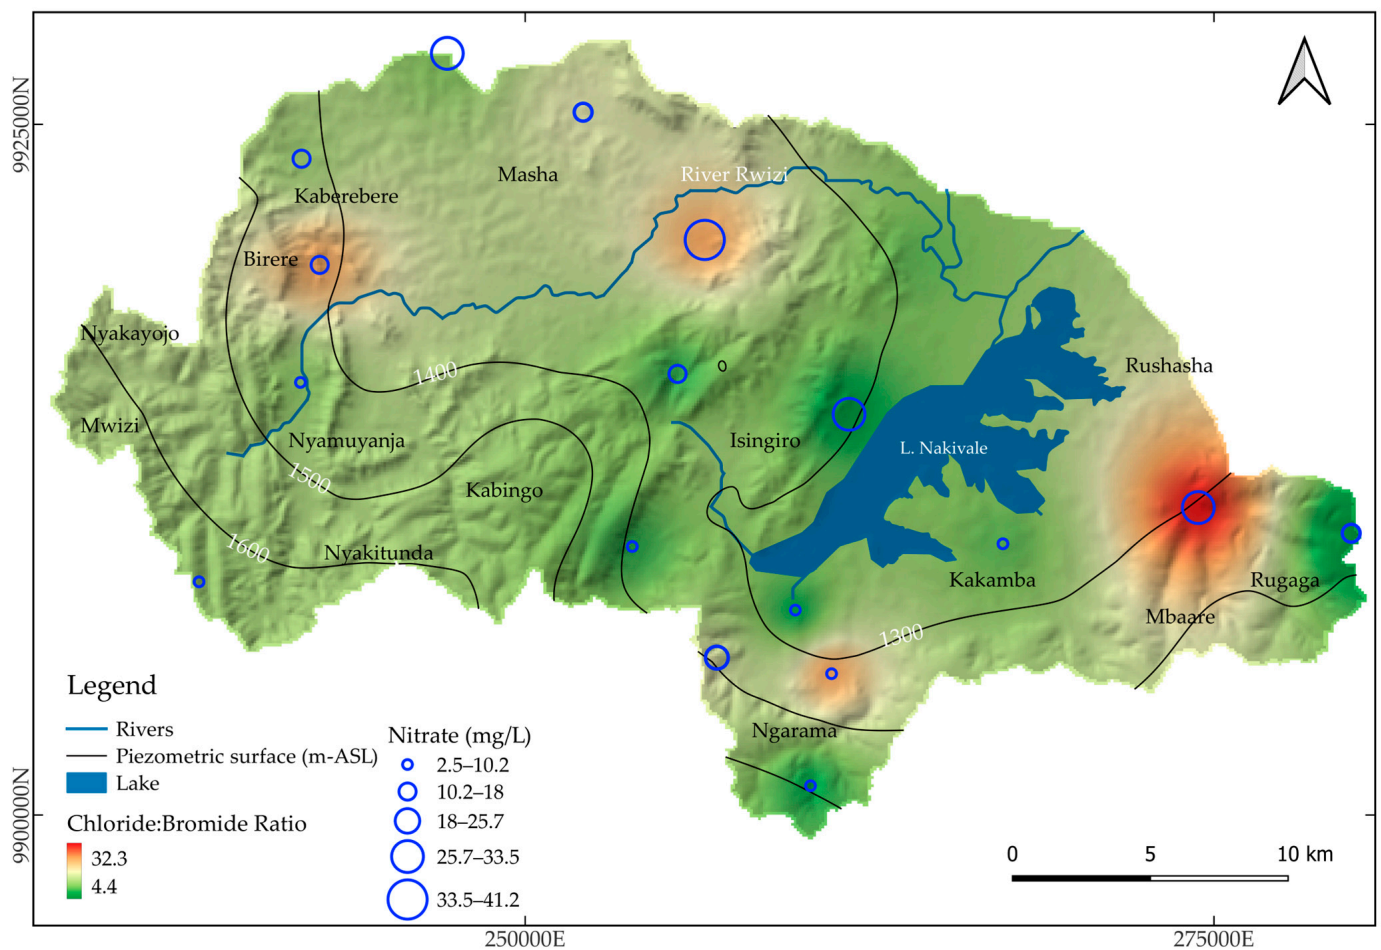 9925000N
Masha
River Rwizi
Kaberebere
Birere
Nyakayojo
Rushasha
1400
Mwizi
Nyamuyanja
Isingiro
L. Nakivale
1500
Kabingo
1600
Nyakitunda
Kakamba
Rugaga
Mbaare
1300
Ngarama
Legend
Rivers
Piezometric surface (m-ASL)
Lake
Chloride:Bromide Ratio
32.3
4.4
Nitrate (mg/L)
2.5–10.2
10.2–18
18–25.7
25.7–33.5
33.5–41.2
0 5 10 km
9900000N
250000E
275000E